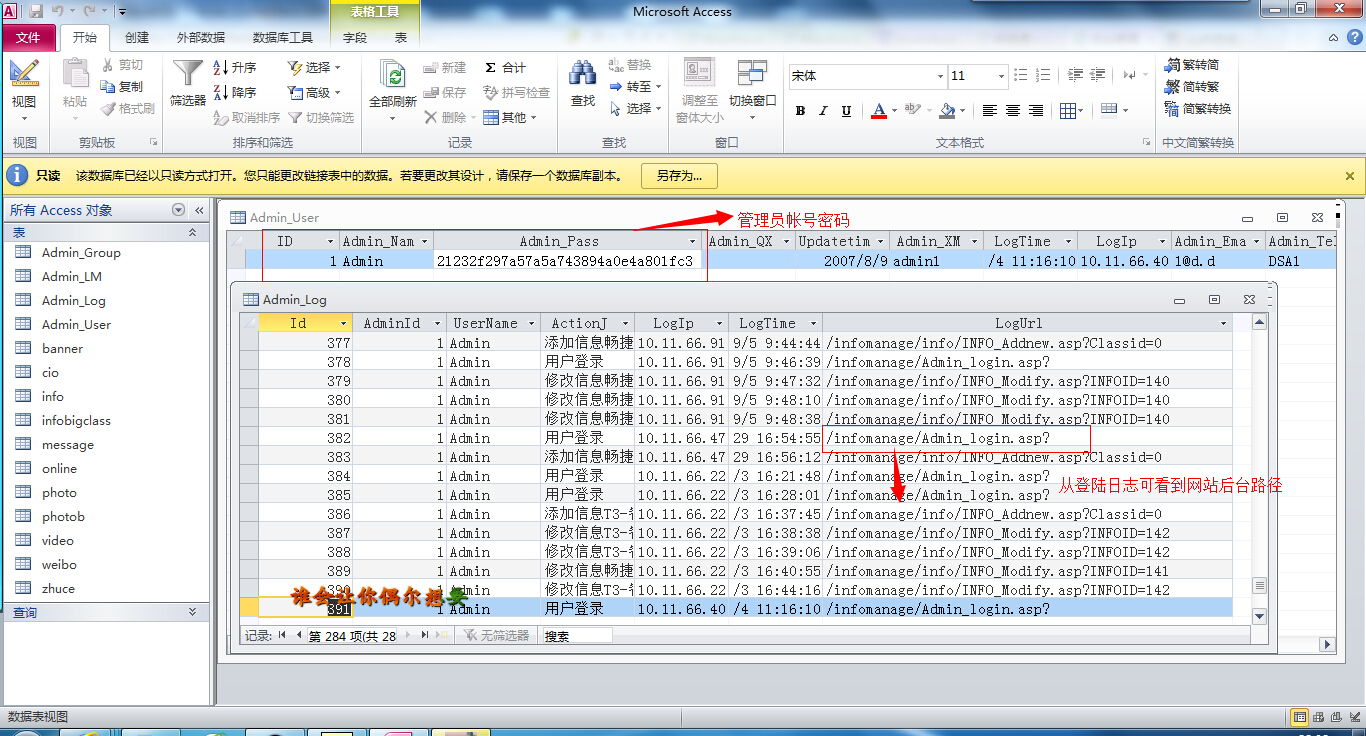 Microsoft Access
表格工具
文件 开始 创建 外部数据 数据库工具 字段 表
视图
粘贴
剪切
复制
格式刷
筛选器
升序
降序
取消排序
选择
高级
切换筛选
全部刷新
新建
保存
删除
合计
拼写检查
其他
查找
替换
转至
选择
调整至
窗体大小
切换窗口
宋体 11
B I U A
繁转简
简转繁
简繁转换
视图 剪贴板 排序和筛选 记录 查找 窗口 文本格式 中文简繁转换
只读 该数据库已经以只读方式打开。您只能更改链接表中的数据。若要更改其设计，请保存一个数据库副本。 另存为...
所有 Access 对象
表
Admin_Group
Admin_LM
Admin_Log
Admin_User
banner
cio
info
infobigclass
message
online
photo
photob
video
weibo
zhuce
查询
Admin_User
管理员帐号密码
ID Admin_Nam Admin_Pass Admin_QX Updatetim Admin_XM LogTime LogIp Admin_Ema Admin_Tel
1 Admin 21232f297a57a5a743894a0e4a801fc3 2007/8/9 admin1 /4 11:16:10 10.11.66.40 1@d.d DSA1
Admin_Log
Id AdminId UserName ActionJ LogIp LogTime LogUrl
377 1 Admin 添加信息畅捷 10.11.66.91 9/5 9:44:44 /infomanage/info/INFO_Addnew.asp?Classid=0
378 1 Admin 用户登录 10.11.66.91 9/5 9:46:39 /infomanage/Admin_login.asp?
379 1 Admin 修改信息畅捷 10.11.66.91 9/5 9:47:32 /infomanage/info/INFO_Modify.asp?INFOID=140
380 1 Admin 修改信息畅捷 10.11.66.91 9/5 9:48:10 /infomanage/info/INFO_Modify.asp?INFOID=140
381 1 Admin 修改信息畅捷 10.11.66.91 9/5 9:48:38 /infomanage/info/INFO_Modify.asp?INFOID=140
382 1 Admin 用户登录 10.11.66.47 29 16:54:55 /infomanage/Admin_login.asp?
383 1 Admin 添加信息畅捷 10.11.66.47 29 16:56:12 /infomanage/info/INFO_Addnew.asp?Classid=0
384 1 Admin 用户登录 10.11.66.22 /3 16:21:48 /infomanage/Admin_login.asp?
385 1 Admin 用户登录 10.11.66.22 /3 16:28:01 /infomanage/Admin_login.asp?
从登陆日志可看到网站后台路径
386 1 Admin 添加信息T3- 10.11.66.22 /3 16:37:45 /infomanage/info/INFO_Addnew.asp?Classid=0
387 1 Admin 修改信息T3- 10.11.66.22 /3 16:38:38 /infomanage/info/INFO_Modify.asp?INFOID=142
388 1 Admin 修改信息T3- 10.11.66.22 /3 16:39:06 /infomanage/info/INFO_Modify.asp?INFOID=142
389 1 Admin 修改信息畅捷 10.11.66.22 /3 16:40:55 /infomanage/info/INFO_Modify.asp?INFOID=141
390 Admin 修改信息T3- 10.11.66.22 /3 16:44:16 /infomanage/info/INFO_Modify.asp?INFOID=142
谁会让你偶尔想要
391 1 Admin 用户登录 10.11.66.40 /4 11:16:10 /infomanage/Admin_login.asp?
记录: 第 284 项(共 28 无筛选器 搜索
数据表视图